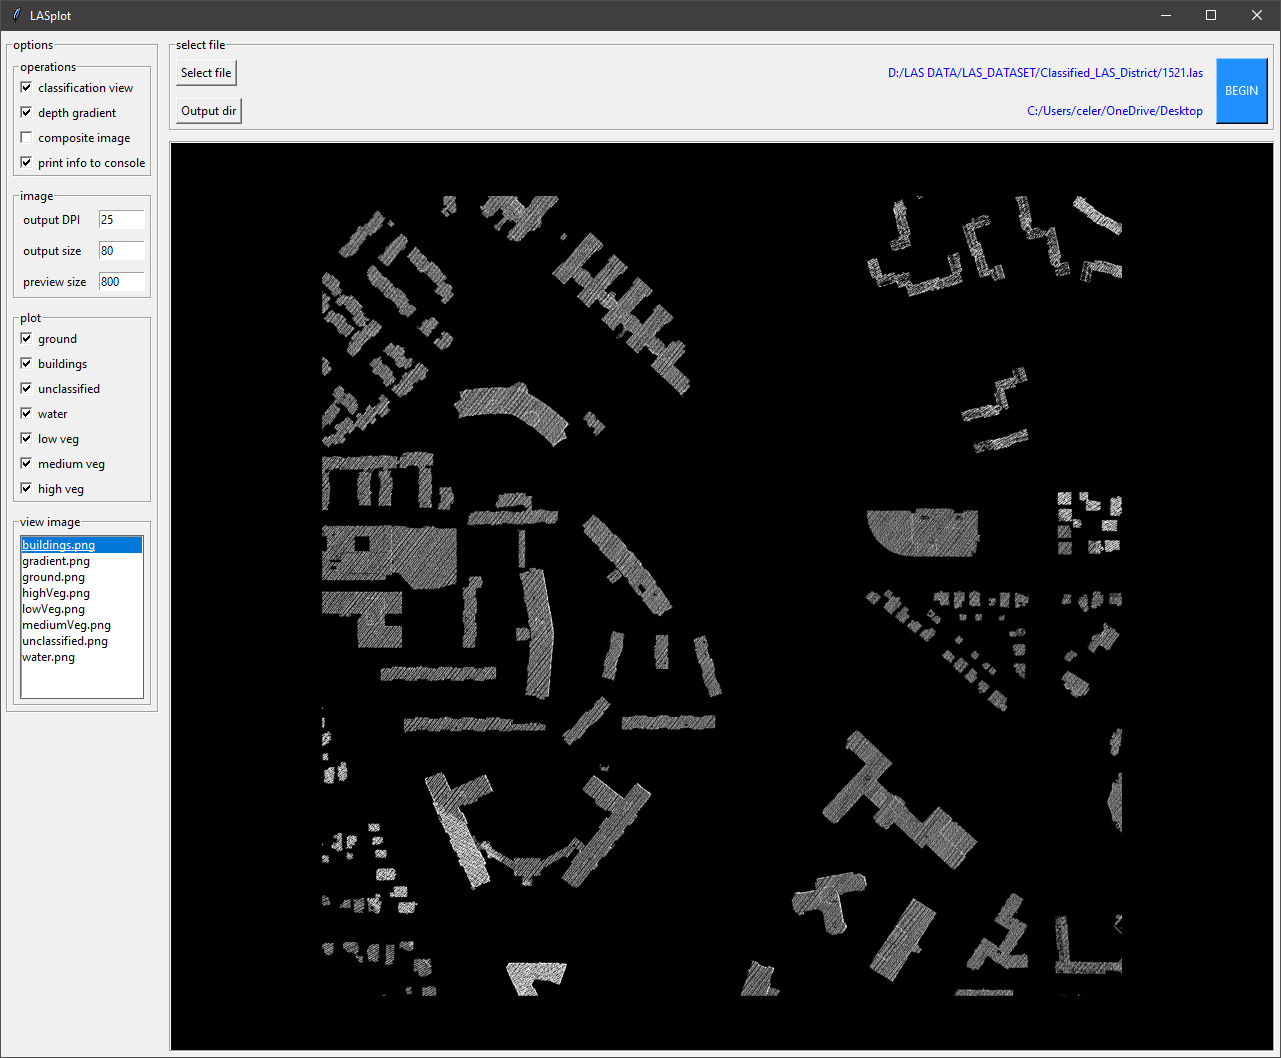 LASplot
options
operations
classification view
depth gradient
composite image
print info to console
image
output DPI 25
output size 80
preview size 800
plot
ground
buildings
unclassified
water
low veg
medium veg
high veg
view image
buildings.png
gradient.png
ground.png
highVeg.png
lowVeg.png
mediumVeg.png
unclassified.png
water.png
select file
Select file D:/LAS DATA/LAS_DATASET/Classified_LAS_District/1521.las
Output dir C:/Users/celer/OneDrive/Desktop
BEGIN